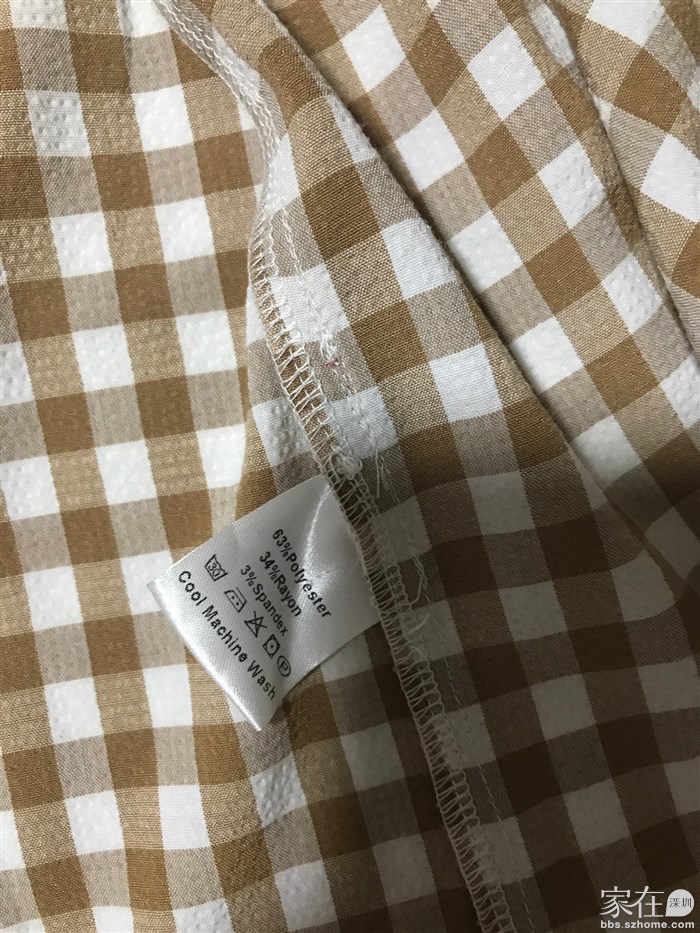 63%Polyester
34%Rayon
3%Spandex
30
P
Cool Machine Wash
家在
深圳
bbs.szhome.com